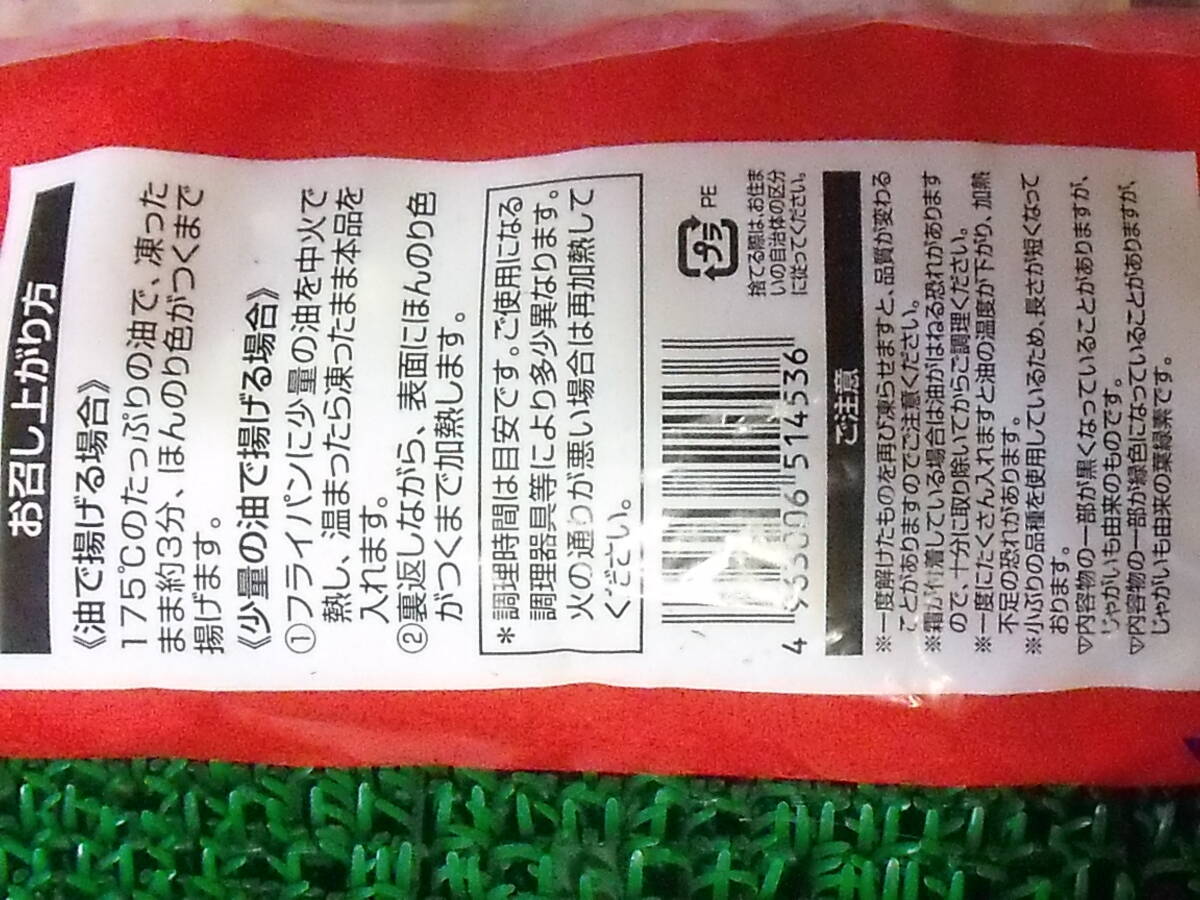 お召し上がり方
《油で揚げる場合》
175℃のたっぷりの油で、凍った
まま約3分、ほんのり色がつくまで
揚げます。
《少量の油で揚げる場合》
①フライパンに少量の油を中火で
熱し、温まったら凍ったまま本品を
入れます。
②裏返しながら、表面にほんのり色
がつくまで加熱します。
*調理時間は目安です。ご使用になる
調理器具等により多少異なります。
火の通りが悪い場合は再加熱して
ください。
プラ
PE
捨てる際は、お住ま
いの自治体の区分
に従ってください。
4 933006 514536
ご注意
※一度解けたものを再び凍らせますと、品質が変わる
ことがありますのでご注意ください。
※霜が付着している場合は油がはねる恐れがあります
ので、十分に取り除いてからご調理ください。
※一度にたくさん入れますと油の温度が下がり、加熱
不足の恐れがあります。
※小ぶりの品種を使用しているため、長さが短くなって
おります。
▽内容物の一部が黒くなっていることがありますが、
じゃがいも由来のものです。
▽内容物の一部が緑色になっていることがありますが、
じゃがいも由来の葉緑素です。